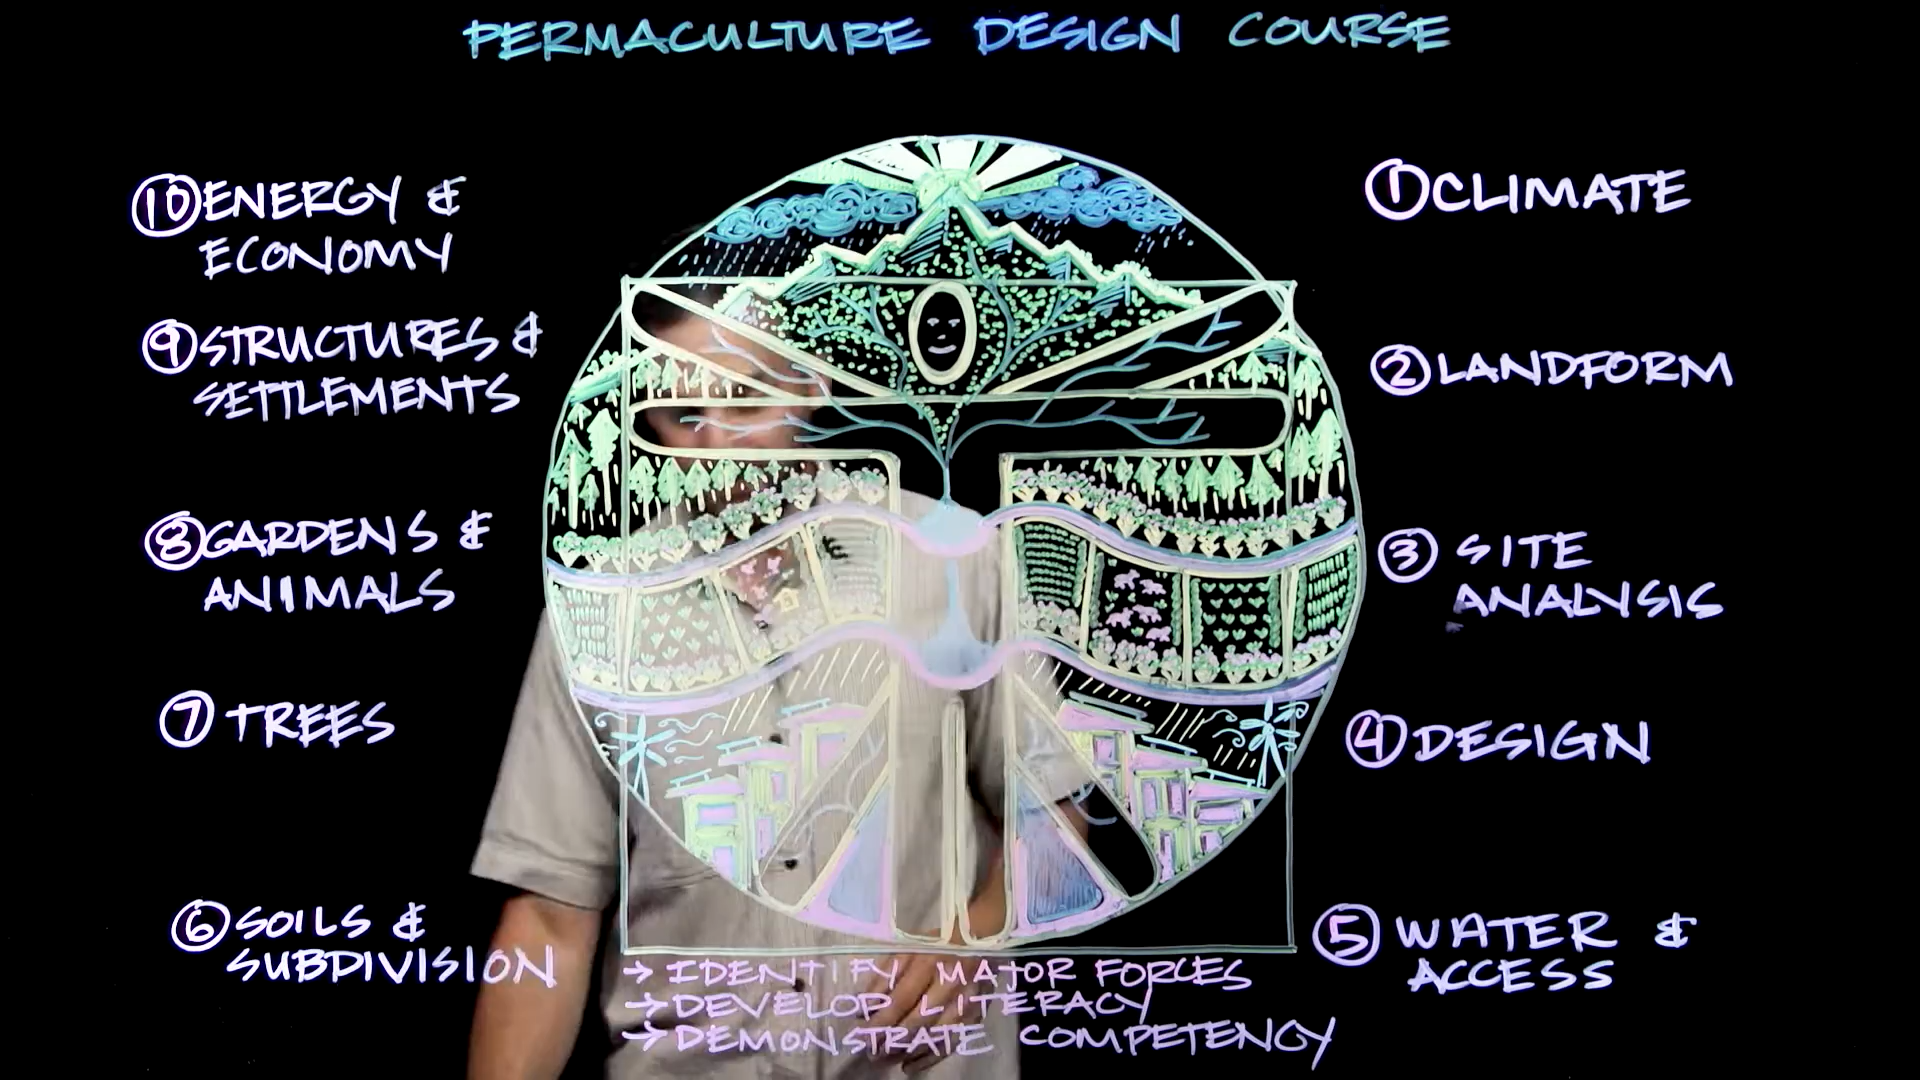 PERMACULTURE DESIGN COURSE
① CLIMATE
② LANDFORM
③ SITE
ANALYSIS
④ DESIGN
⑤ WATER &
ACCESS
⑥ SOILS &
SUBDIVISION
⑦ TREES
⑧ GARDENS &
ANIMALS
⑨ STRUCTURES &
SETTLEMENTS
⑩ ENERGY &
ECONOMY
→ IDENTIFY MAJOR FORCES
→ DEVELOP LITERACY
→ DEMONSTRATE COMPETENCY